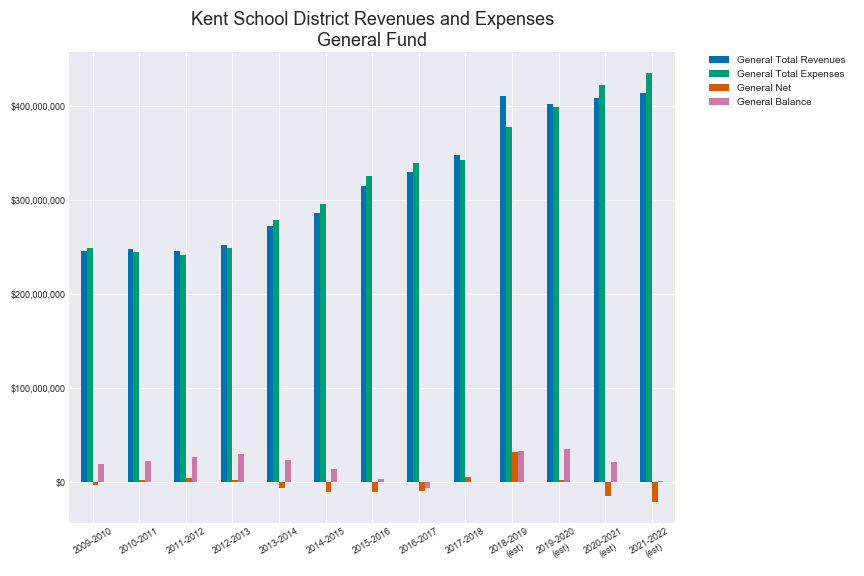 Kent School District Revenues and Expenses
General Fund
General Total Revenues
General Total Expenses
General Net
General Balance
$400,000,000
$300,000,000
$200,000,000
$100,000,000
$0
2009-2010
2010-2011
2011-2012
2012-2013
2013-2014
2014-2015
2015-2016
2016-2017
2017-2018
2018-2019
(est)
2019-2020
(est)
2020-2021
(est)
2021-2022
(est)